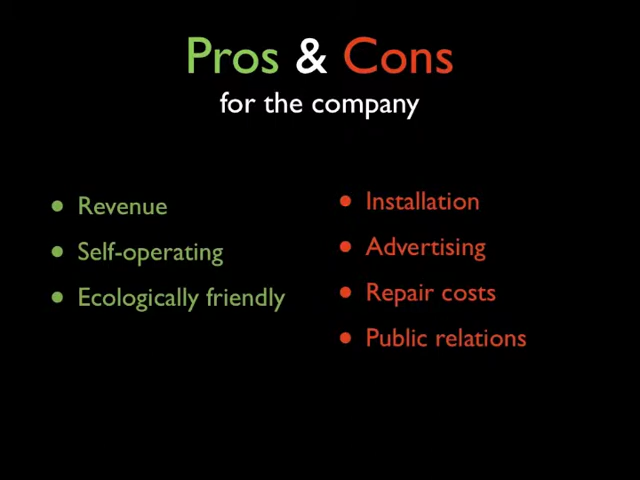 Pros & Cons
for the company
• Revenue
• Self-operating
• Ecologically friendly
• Installation
• Advertising
• Repair costs
• Public relations